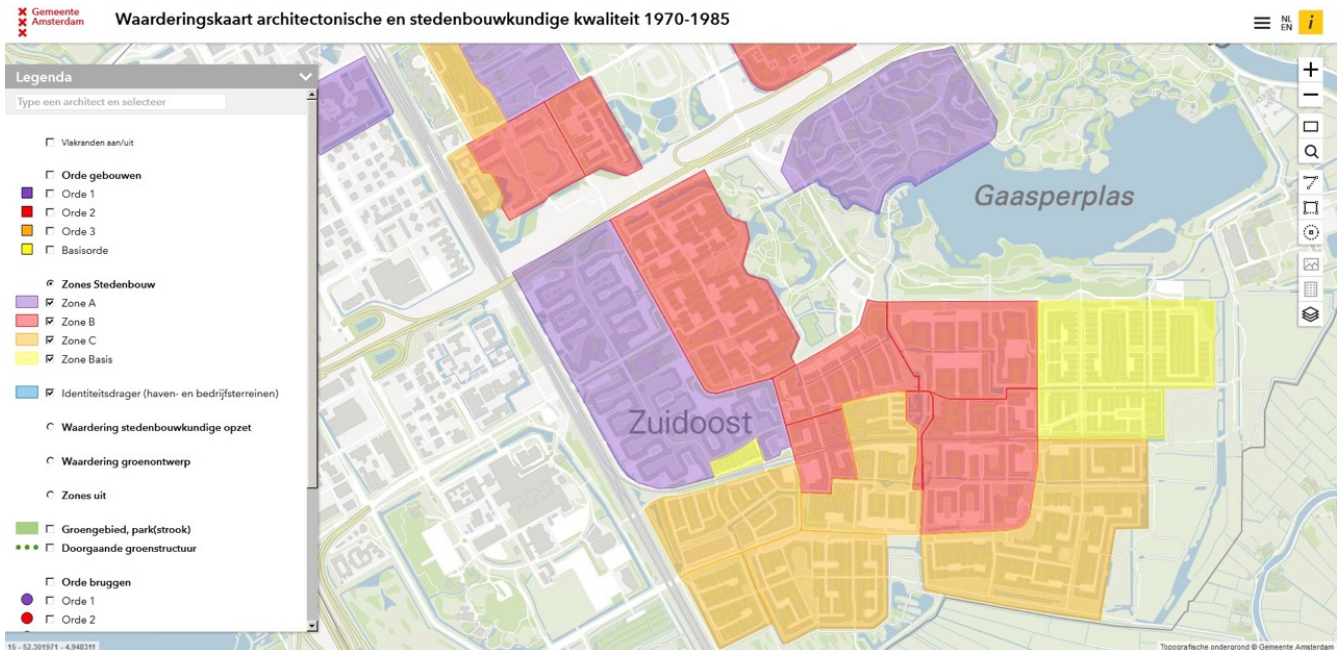 Gemeente
Amsterdam
Waarderingskaart architectonische en stedenbouwkundige kwaliteit 1970-1985
NL
EN
i
Legenda
Type een architect en selecteer
Vlakranden aan/uit
Orde gebouwen
Orde 1
Orde 2
Orde 3
Basisorde
Zones Stedenbouw
Zone A
Zone B
Zone C
Zone Basis
Identiteitsdrager (haven- en bedrijfsterreinen)
Waardering stedenbouwkundige opzet
Waardering groenontwerp
Zones uit
Groengebied, park(strook)
Doorgaande groenstructuur
Orde bruggen
Orde 1
Orde 2
Gaasperplas
Zuidoost
15 - 52.301971 - 4.948311
Topografische ondergrond © Gemeente Amsterdam